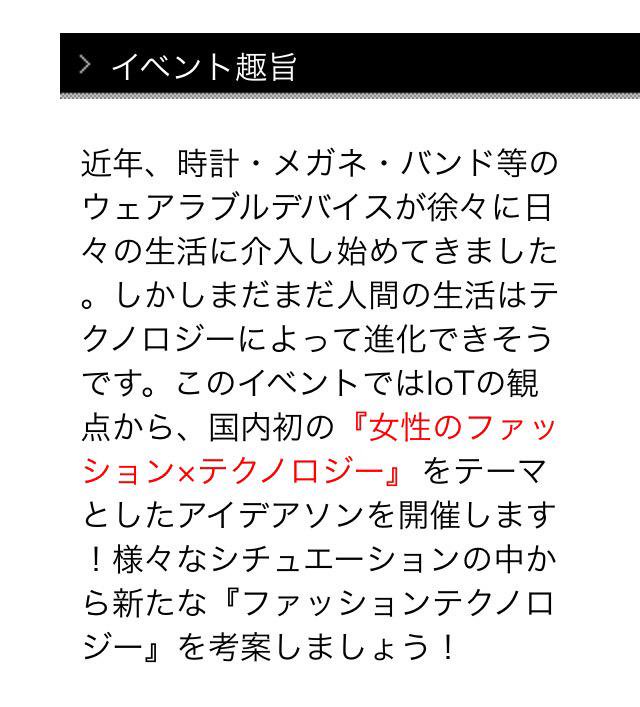 イベント趣旨
近年、時計・メガネ・バンド等の
ウェアラブルデバイスが徐々に日
々の生活に介入し始めてきました
。しかしまだまだ人間の生活はテ
クノロジーによって進化できそう
です。このイベントではIoTの観
点から、国内初の『女性のファッ
ション×テクノロジー』をテーマ
としたアイデアソンを開催します
！様々なシチュエーションの中か
ら新たな『ファッションテクノロ
ジー』を考案しましょう！